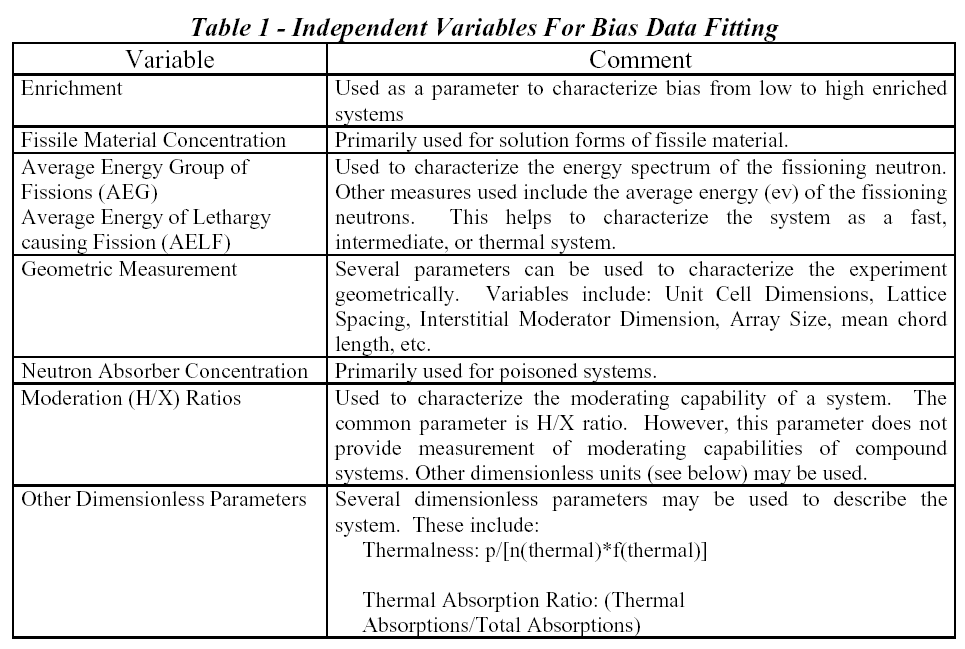 Table 1 - Independent Variables For Bias Data Fitting
Variable
Comment
Enrichment
Used as a parameter to characterize bias from low to high enriched
systems
Fissile Material Concentration
Primarily used for solution forms of fissile material.
Average Energy Group of
Fissions (AEG)
Average Energy of Lethargy
causing Fission (AELF)
Used to characterize the energy spectrum of the fissioning neutron.
Other measures used include the average energy (ev) of the fissioning
neutrons. This helps to characterize the system as a fast,
intermediate, or thermal system.
Geometric Measurement
Several parameters can be used to characterize the experiment
geometrically. Variables include: Unit Cell Dimensions, Lattice
Spacing, Interstitial Moderator Dimension, Array Size, mean chord
length, etc.
Neutron Absorber Concentration
Primarily used for poisoned systems.
Moderation (H/X) Ratios
Used to characterize the moderating capability of a system. The
common parameter is H/X ratio. However, this parameter does not
provide measurement of moderating capabilities of compound
systems. Other dimensionless units (see below) may be used.
Other Dimensionless Parameters
Several dimensionless parameters may be used to describe the
system. These include:
Thermalness: p/[n(thermal)*f(thermal)]
Thermal Absorption Ratio: (Thermal
Absorptions/Total Absorptions)